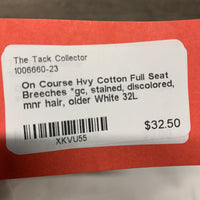 The Tack Collector
1006660-23
On Course Hvy Cotton Full Seat
Breeches *gc, stained, discolored,
mnr hair, older White 32L
$32.50
XKVU55